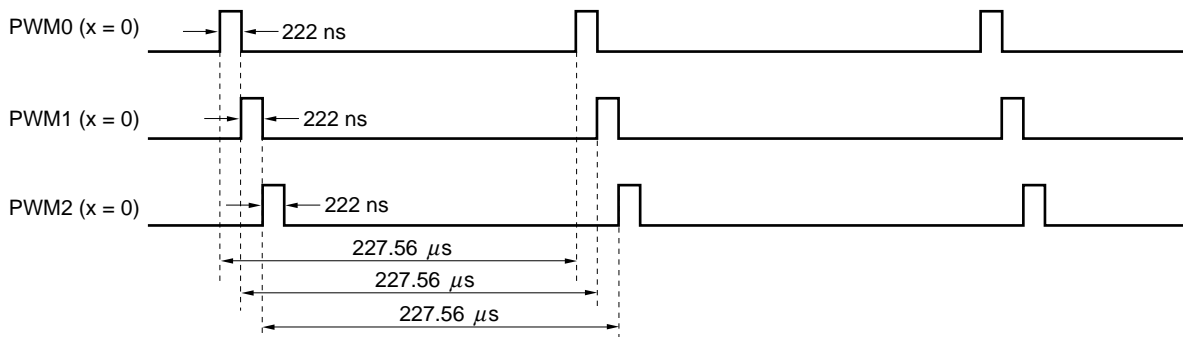 PWM0 (x = 0) 222 ns
PWM1 (x = 0) 222 ns
PWM2 (x = 0) 222 ns
227.56 μs
227.56 μs
227.56 μs